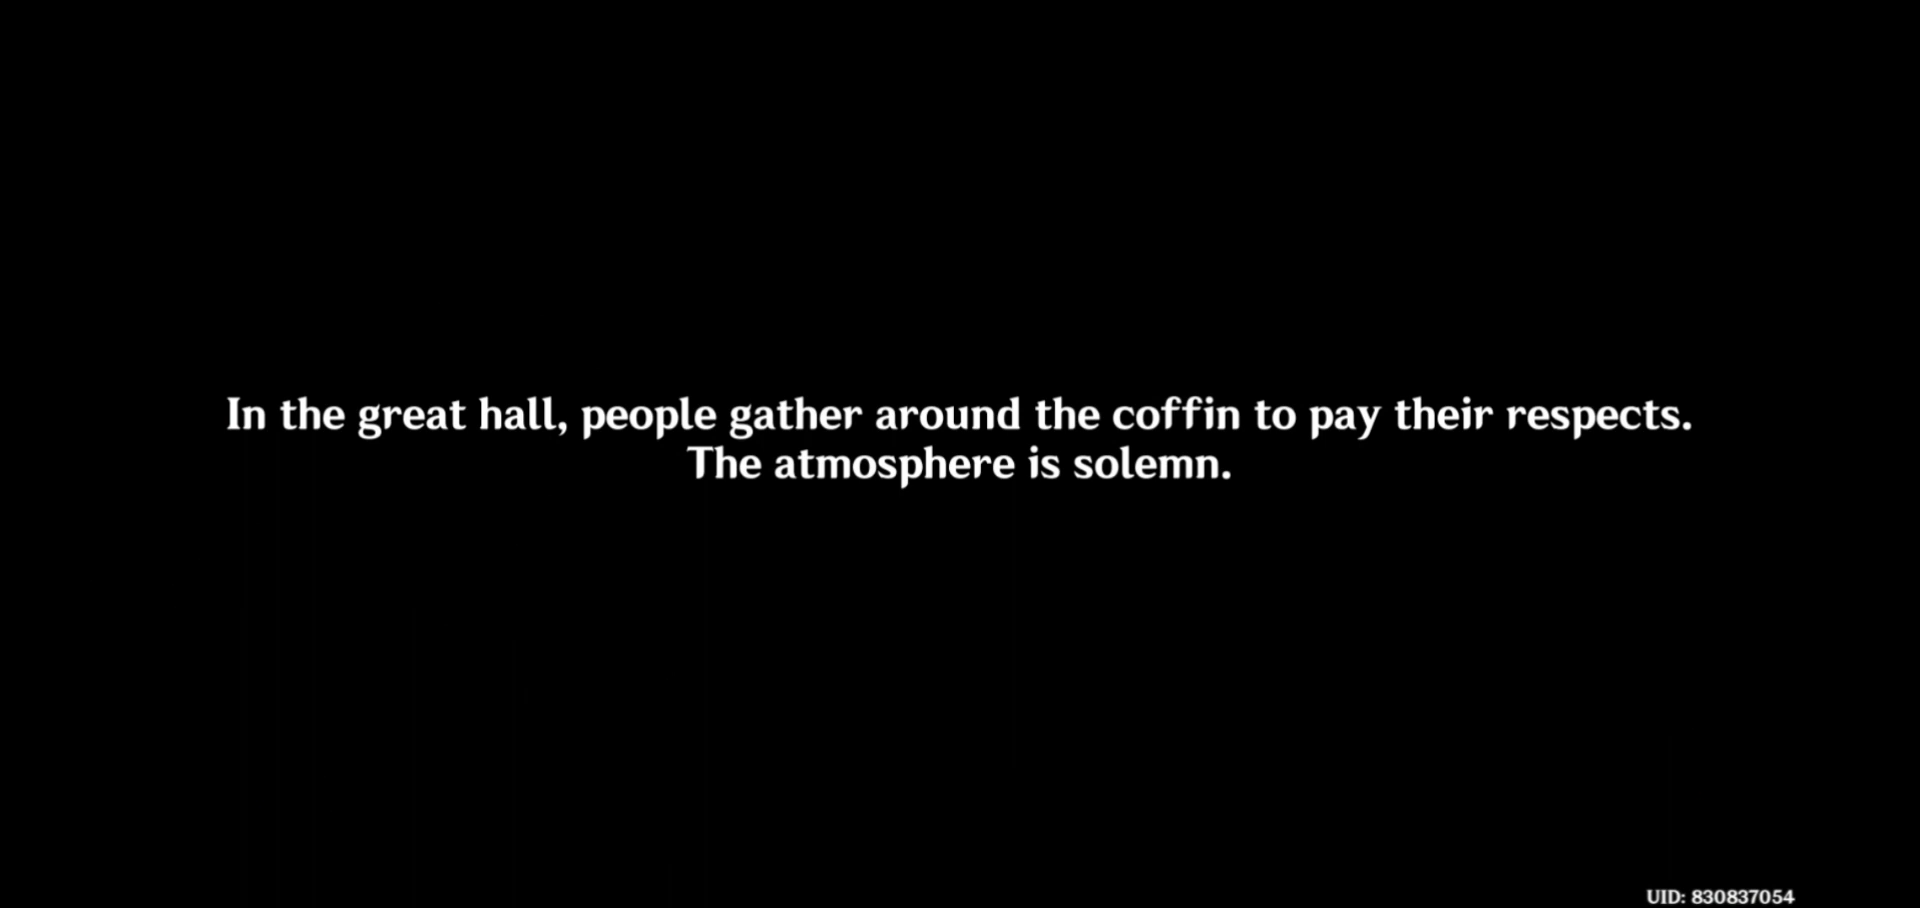 In the great hall, people gather around the coffin to pay their respects.
The atmosphere is solemn.
UID: 830837054